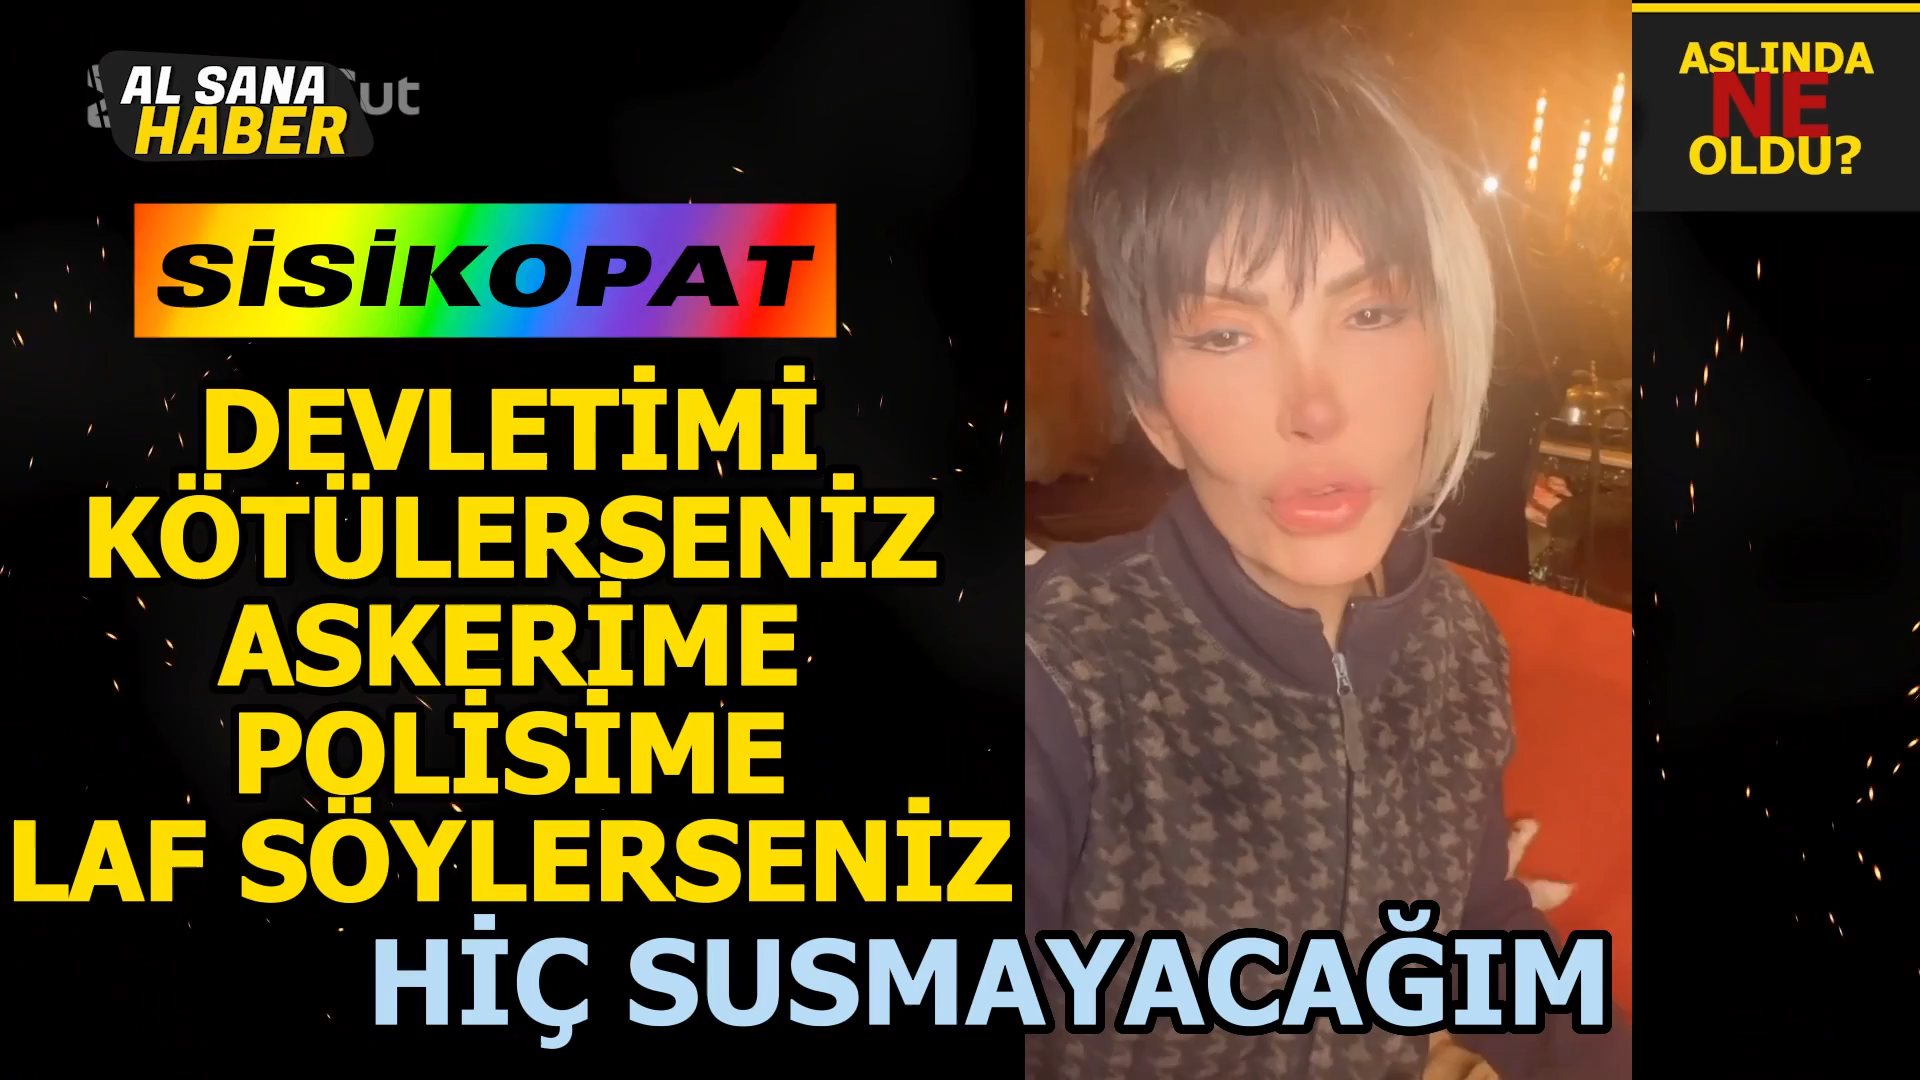 AL SANA
HABER
ut
ASLINDA
NE
OLDU?
SİSİKOPAT
DEVLETİMİ
KÖTÜLERSENİZ
ASKERİME
POLİSİME
LAF SÖYLERSENİZ
HİÇ SUSMAYACAĞIM